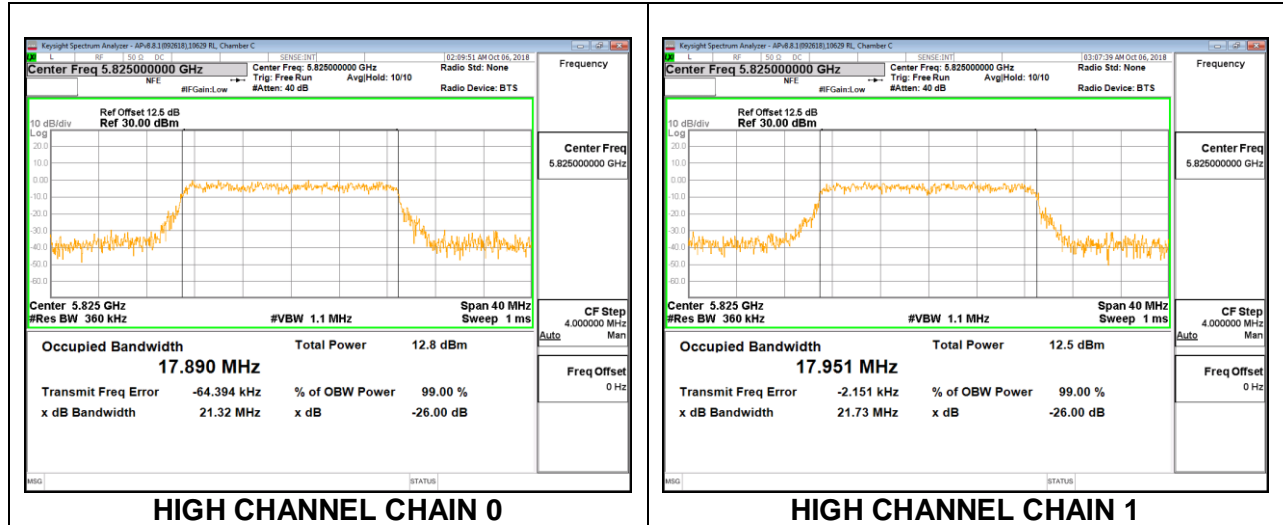 Keysight Spectrum Analyzer - APv8.8.1(092618),10629 RL, Chamber C
L RF 50 Ω DC SENSE:INT 02:09:51 AM Oct 06, 2018
Center Freq 5.825000000 GHz Center Freq: 5.825000000 GHz Radio Std: None Frequency
NFE Trig: Free Run Avg|Hold: 10/10
#IFGain:Low #Atten: 40 dB Radio Device: BTS
Ref Offset 12.5 dB
10 dB/div Ref 30.00 dBm
Log
20.0
10.0
0.00
-10.0
-20.0
-30.0
-40.0
-50.0
-60.0
Center Freq
5.825000000 GHz
Center 5.825 GHz Span 40 MHz
#Res BW 360 kHz #VBW 1.1 MHz Sweep 1 ms
CF Step
4.000000 MHz
Auto Man
Occupied Bandwidth Total Power 12.8 dBm
17.890 MHz
Freq Offset
0 Hz
Transmit Freq Error -64.394 kHz % of OBW Power 99.00 %
x dB Bandwidth 21.32 MHz x dB -26.00 dB
MSG STATUS
HIGH CHANNEL CHAIN 0
Keysight Spectrum Analyzer - APv8.8.1(092618),10629 RL, Chamber C
L RF 50 Ω DC SENSE:INT 03:07:39 AM Oct 06, 2018
Center Freq 5.825000000 GHz Center Freq: 5.825000000 GHz Radio Std: None Frequency
NFE Trig: Free Run Avg|Hold: 10/10
#IFGain:Low #Atten: 40 dB Radio Device: BTS
Ref Offset 12.5 dB
10 dB/div Ref 30.00 dBm
Log
20.0
10.0
0.00
-10.0
-20.0
-30.0
-40.0
-50.0
-60.0
Center Freq
5.825000000 GHz
Center 5.825 GHz Span 40 MHz
#Res BW 360 kHz #VBW 1.1 MHz Sweep 1 ms
CF Step
4.000000 MHz
Auto Man
Occupied Bandwidth Total Power 12.5 dBm
17.951 MHz
Freq Offset
0 Hz
Transmit Freq Error -2.151 kHz % of OBW Power 99.00 %
x dB Bandwidth 21.73 MHz x dB -26.00 dB
MSG STATUS
HIGH CHANNEL CHAIN 1